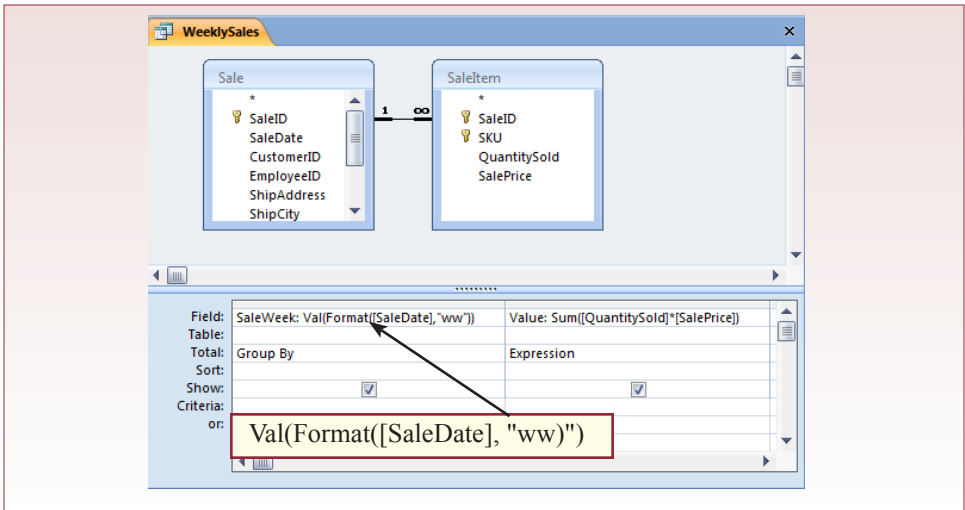 WeeklySales
Sale
*
SaleID
SaleDate
CustomerID
EmployeeID
ShipAddress
ShipCity
1 ∞
SaleItem
*
SaleID
SKU
QuantitySold
SalePrice
Field: SaleWeek: Val(Format([SaleDate],"ww")) Value: Sum([QuantitySold]*[SalePrice])
Table:
Total: Group By Expression
Sort:
Show:
Criteria:
or:
Val(Format([SaleDate], "ww)")